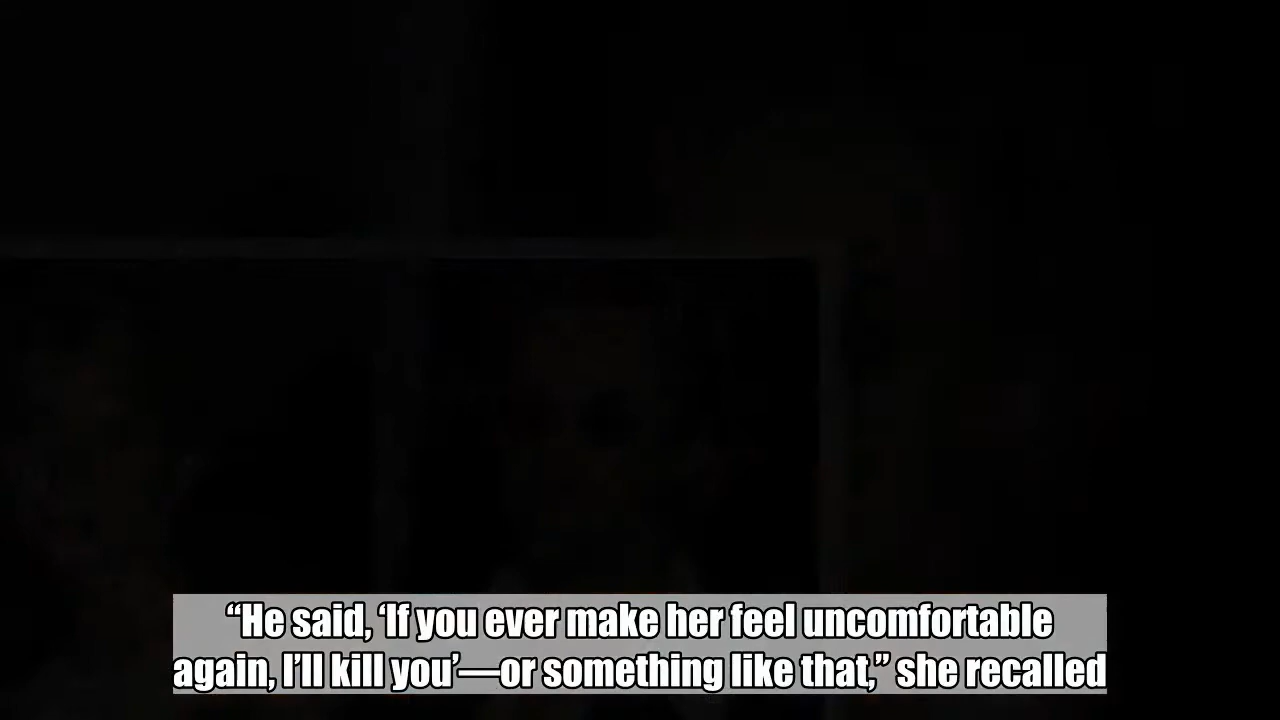 “He said, ‘If you ever make her feel uncomfortable
again, I’ll kill you’—or something like that,” she recalled